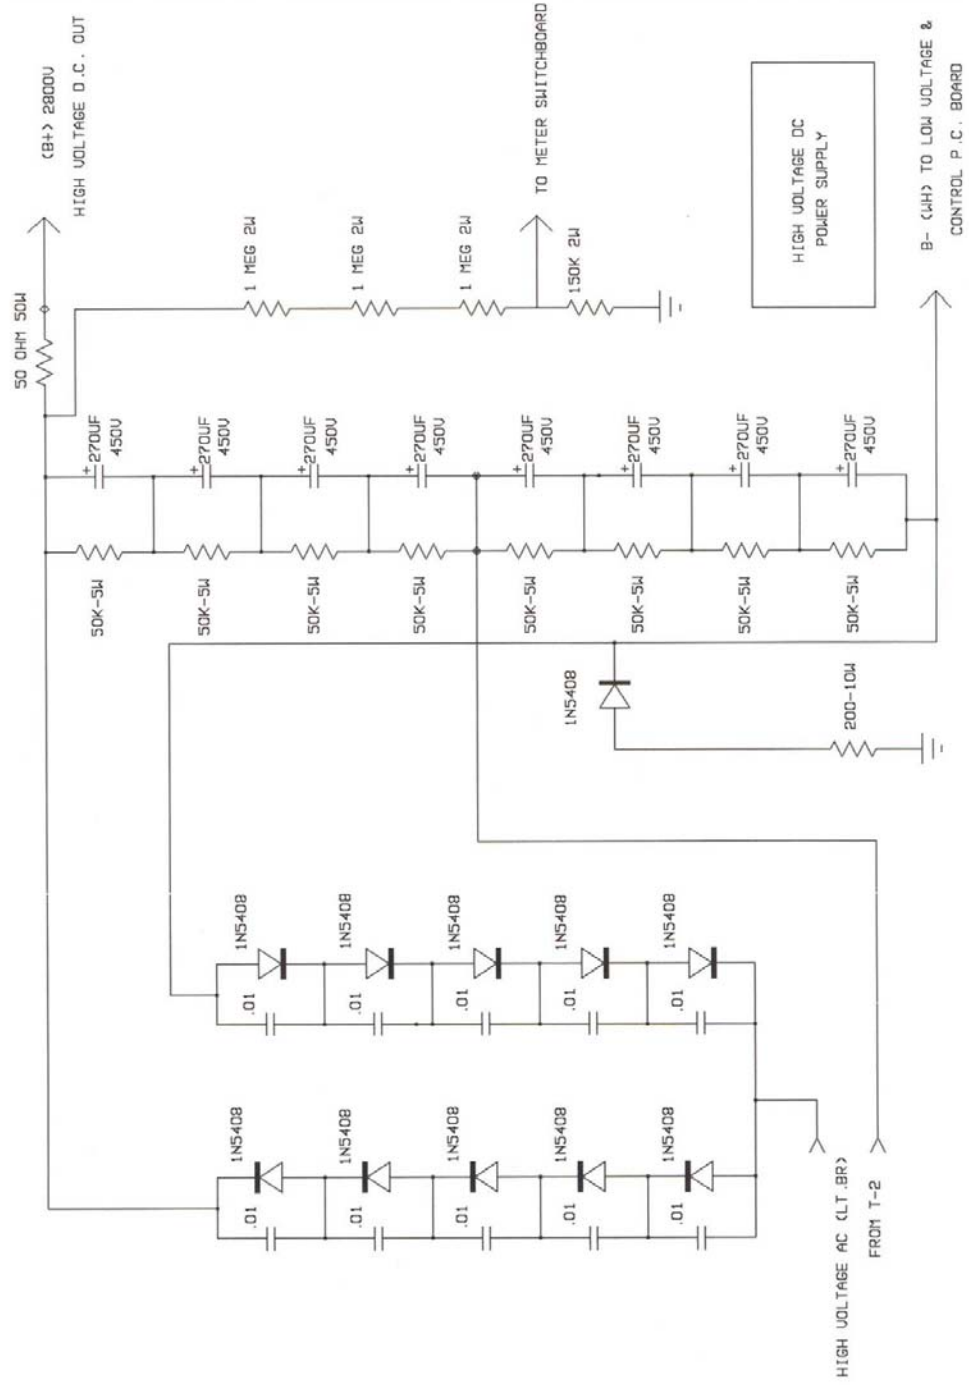 (B+) 2800V
HIGH VOLTAGE D.C. OUT
50 OHM 50W
1 MEG 2W
1 MEG 2W
1 MEG 2W
TO METER SWITCHBOARD
150K 2W
HIGH VOLTAGE DC
POWER SUPPLY
B- (WH) TO LOW VOLTAGE &
CONTROL P.C. BOARD
+270UF
450V
+270UF
450V
+270UF
450V
+270UF
450V
+270UF
450V
+270UF
450V
+270UF
450V
+270UF
450V
50K-5W
50K-5W
50K-5W
50K-5W
50K-5W
50K-5W
50K-5W
50K-5W
1N5408
200-10W
1N5408
1N5408
1N5408
1N5408
1N5408
.01
.01
.01
.01
.01
1N5408
1N5408
1N5408
1N5408
1N5408
.01
.01
.01
.01
.01
HIGH VOLTAGE AC (LT.BR)
FROM T-2